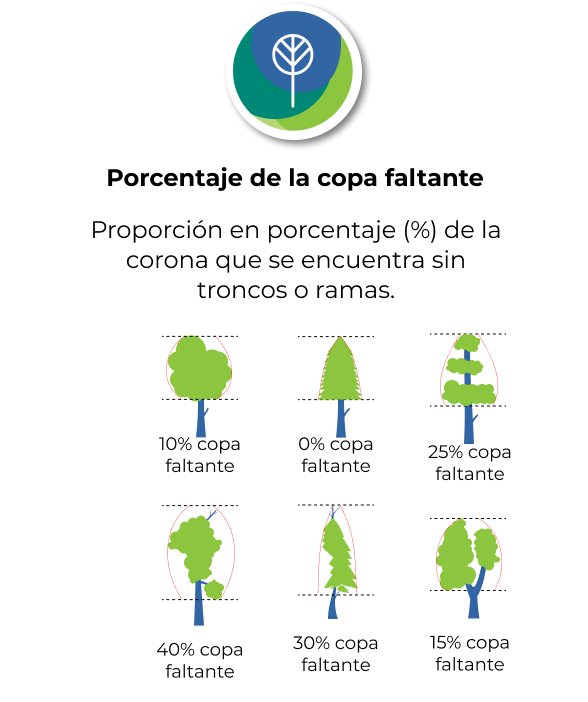 Porcentaje de la copa faltante
Proporción en porcentaje (%) de la
corona que se encuentra sin
troncos o ramas.
10% copa
faltante
0% copa
faltante
25% copa
faltante
40% copa
faltante
30% copa
faltante
15% copa
faltante